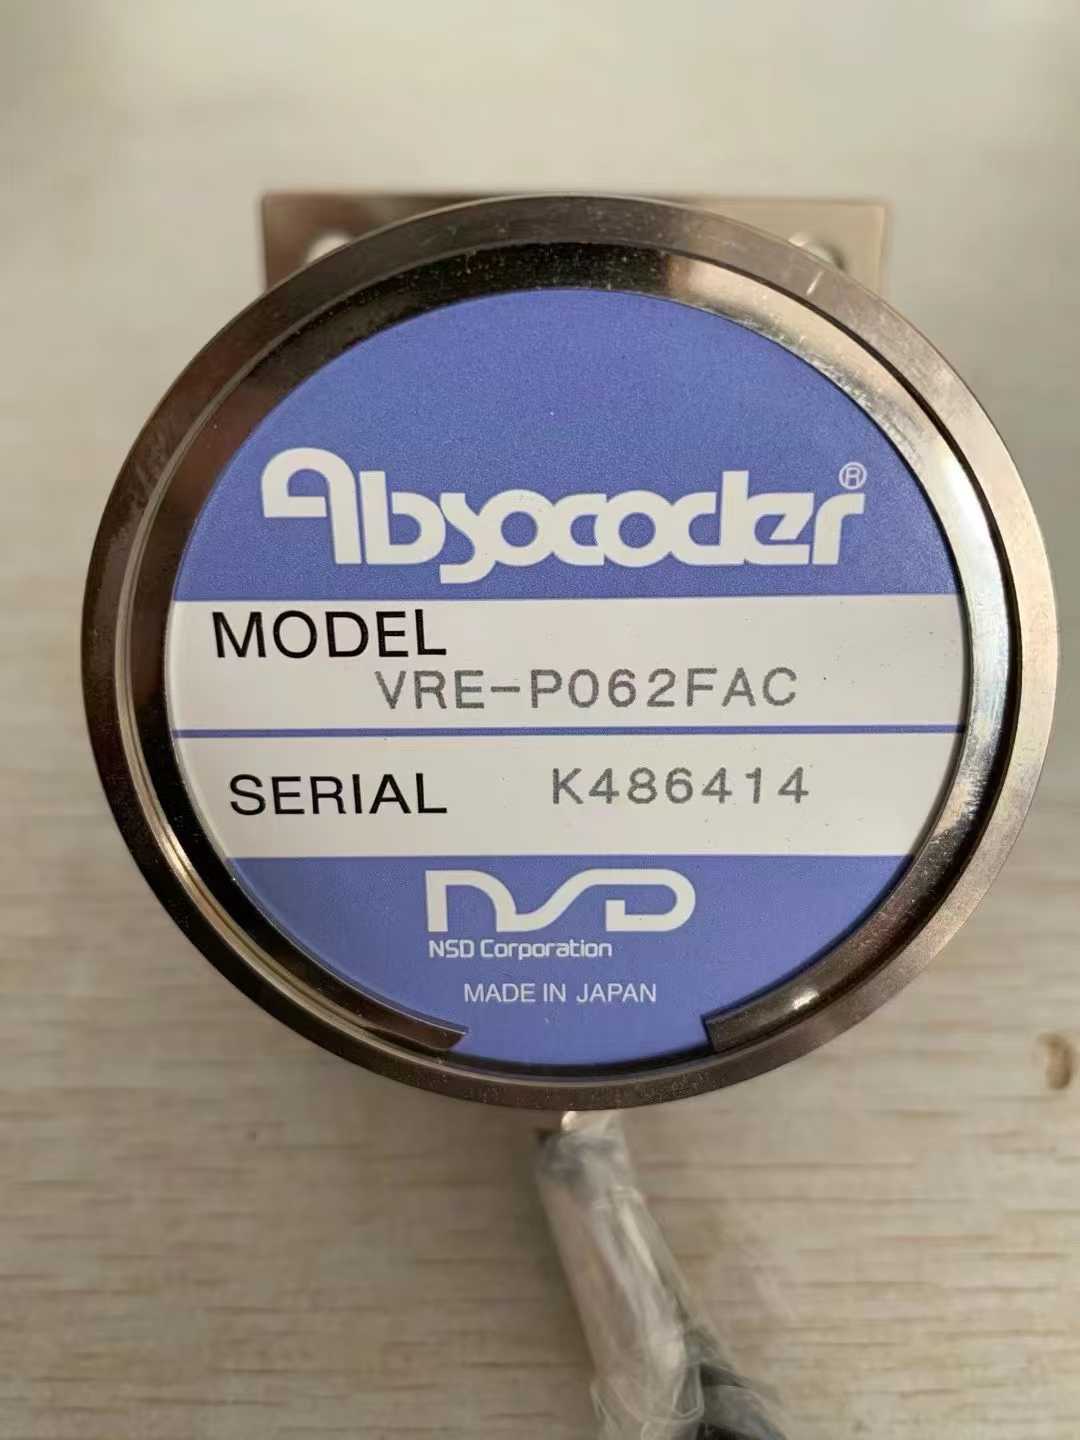 Absocoder®
MODEL
VRE-P062FAC
SERIAL K486414
NSD
NSD Corporation
MADE IN JAPAN